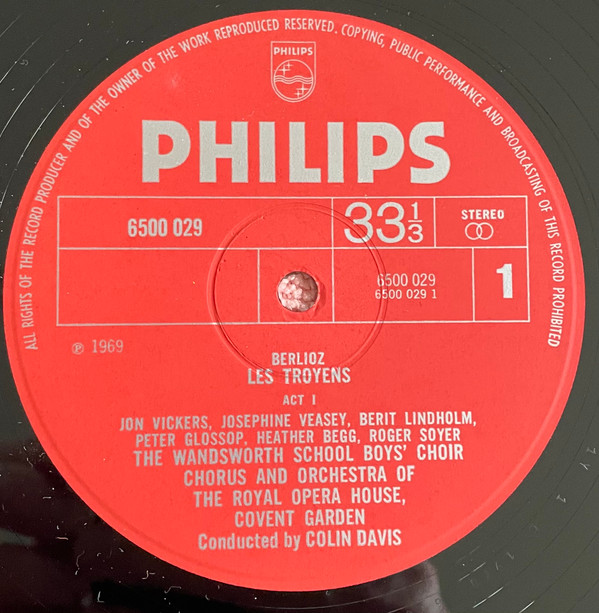 ALL RIGHTS OF THE RECORD PRODUCER AND OF THE OWNER OF THE WORK REPRODUCED RESERVED. COPYING, PUBLIC PERFORMANCE AND BROADCASTING OF THIS RECORD PROHIBITED
PHILIPS
PHILIPS
6500 029
33 1/3
STEREO
6500 029
6500 029 1
1
℗ 1969
BERLIOZ
LES TROYENS
ACT I
JON VICKERS, JOSEPHINE VEASEY, BERIT LINDHOLM,
PETER GLOSSOP, HEATHER BEGG, ROGER SOYER
THE WANDSWORTH SCHOOL BOYS' CHOIR
CHORUS AND ORCHESTRA OF
THE ROYAL OPERA HOUSE,
COVENT GARDEN
Conducted by COLIN DAVIS